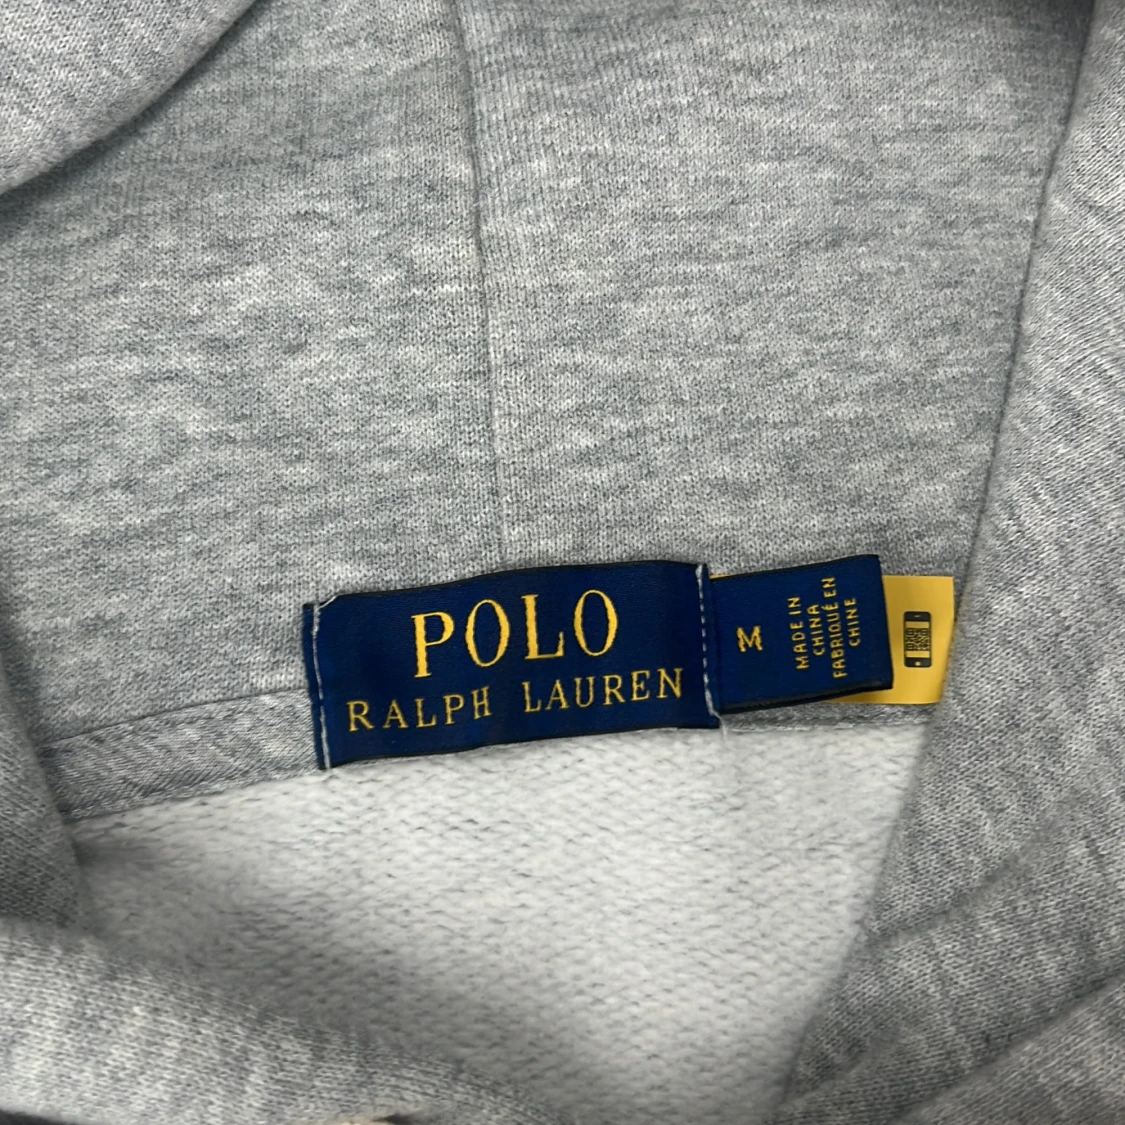 POLO
RALPH LAUREN
M
MADE IN
CHINA
FABRIQUÉ EN
CHINE